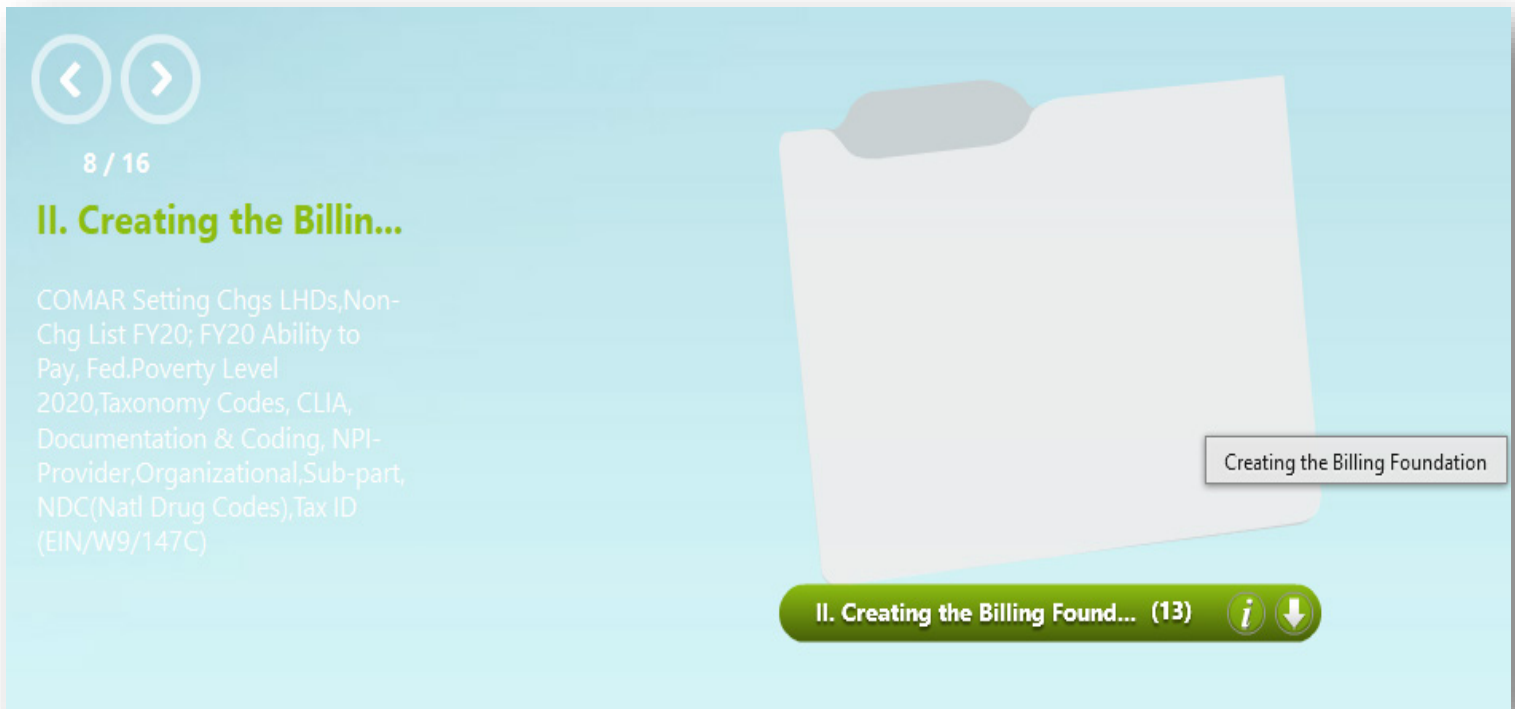 8 / 16
II. Creating the Billin...
COMAR Setting Chgs LHDs,Non-
Chg List FY20; FY20 Ability to
Pay, Fed.Poverty Level
2020,Taxonomy Codes, CLIA,
Documentation & Coding, NPI-
Provider,Organizational,Sub-part,
NDC(Natl Drug Codes),Tax ID
(EIN/W9/147C)
Creating the Billing Foundation
II. Creating the Billing Found... (13)